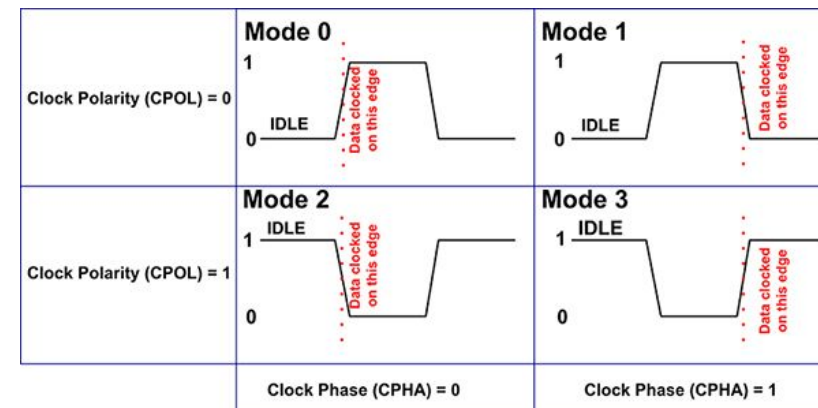 Mode 0
1
0
IDLE
Data clocked
on this edge
Mode 1
1
0
IDLE
Data clocked
on this edge
Clock Polarity (CPOL) = 0
Mode 2
1
0
IDLE
Data clocked
on this edge
Mode 3
1
0
IDLE
Data clocked
on this edge
Clock Polarity (CPOL) = 1
Clock Phase (CPHA) = 0
Clock Phase (CPHA) = 1